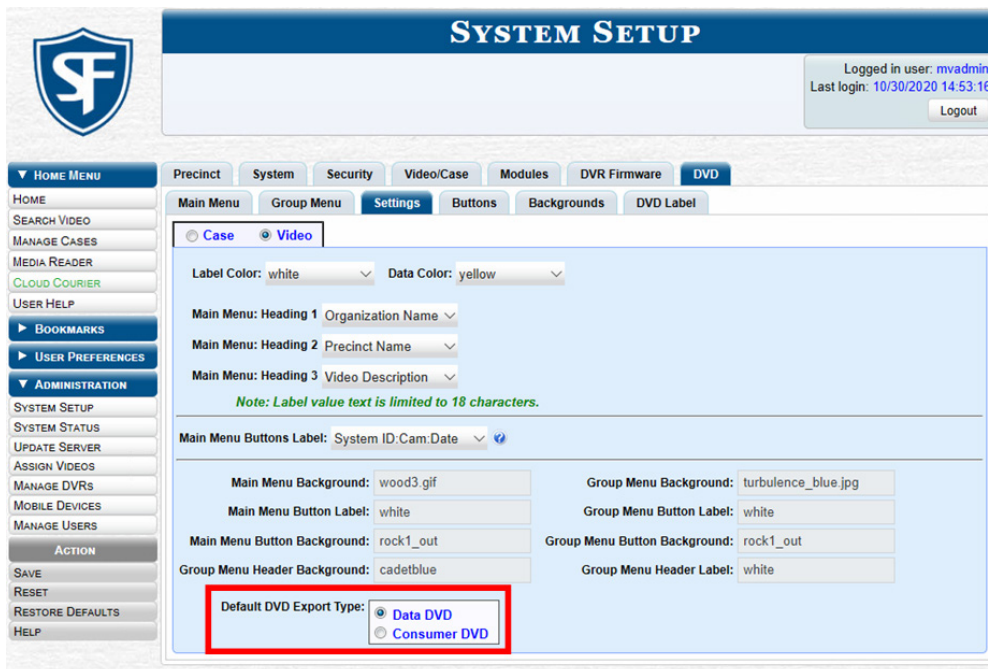 SF
SYSTEM SETUP
Logged in user: mvadmin
Last login: 10/30/2020 14:53:16
Logout
▼ HOME MENU
HOME
SEARCH VIDEO
MANAGE CASES
MEDIA READER
CLOUD COURIER
USER HELP
► BOOKMARKS
► USER PREFERENCES
▼ ADMINISTRATION
SYSTEM SETUP
SYSTEM STATUS
UPDATE SERVER
ASSIGN VIDEOS
MANAGE DVRS
MOBILE DEVICES
MANAGE USERS
ACTION
SAVE
RESET
RESTORE DEFAULTS
HELP
Precinct System Security Video/Case Modules DVR Firmware DVD
Main Menu Group Menu Settings Buttons Backgrounds DVD Label
Case Video
Label Color: white Data Color: yellow
Main Menu: Heading 1 Organization Name
Main Menu: Heading 2 Precinct Name
Main Menu: Heading 3 Video Description
Note: Label value text is limited to 18 characters.
Main Menu Buttons Label: System ID:Cam:Date ?
Main Menu Background: wood3.gif Group Menu Background: turbulence_blue.jpg
Main Menu Button Label: white Group Menu Button Label: white
Main Menu Button Background: rock1_out Group Menu Button Background: rock1_out
Group Menu Header Background: cadetblue Group Menu Header Label: white
Default DVD Export Type: Data DVD
Consumer DVD